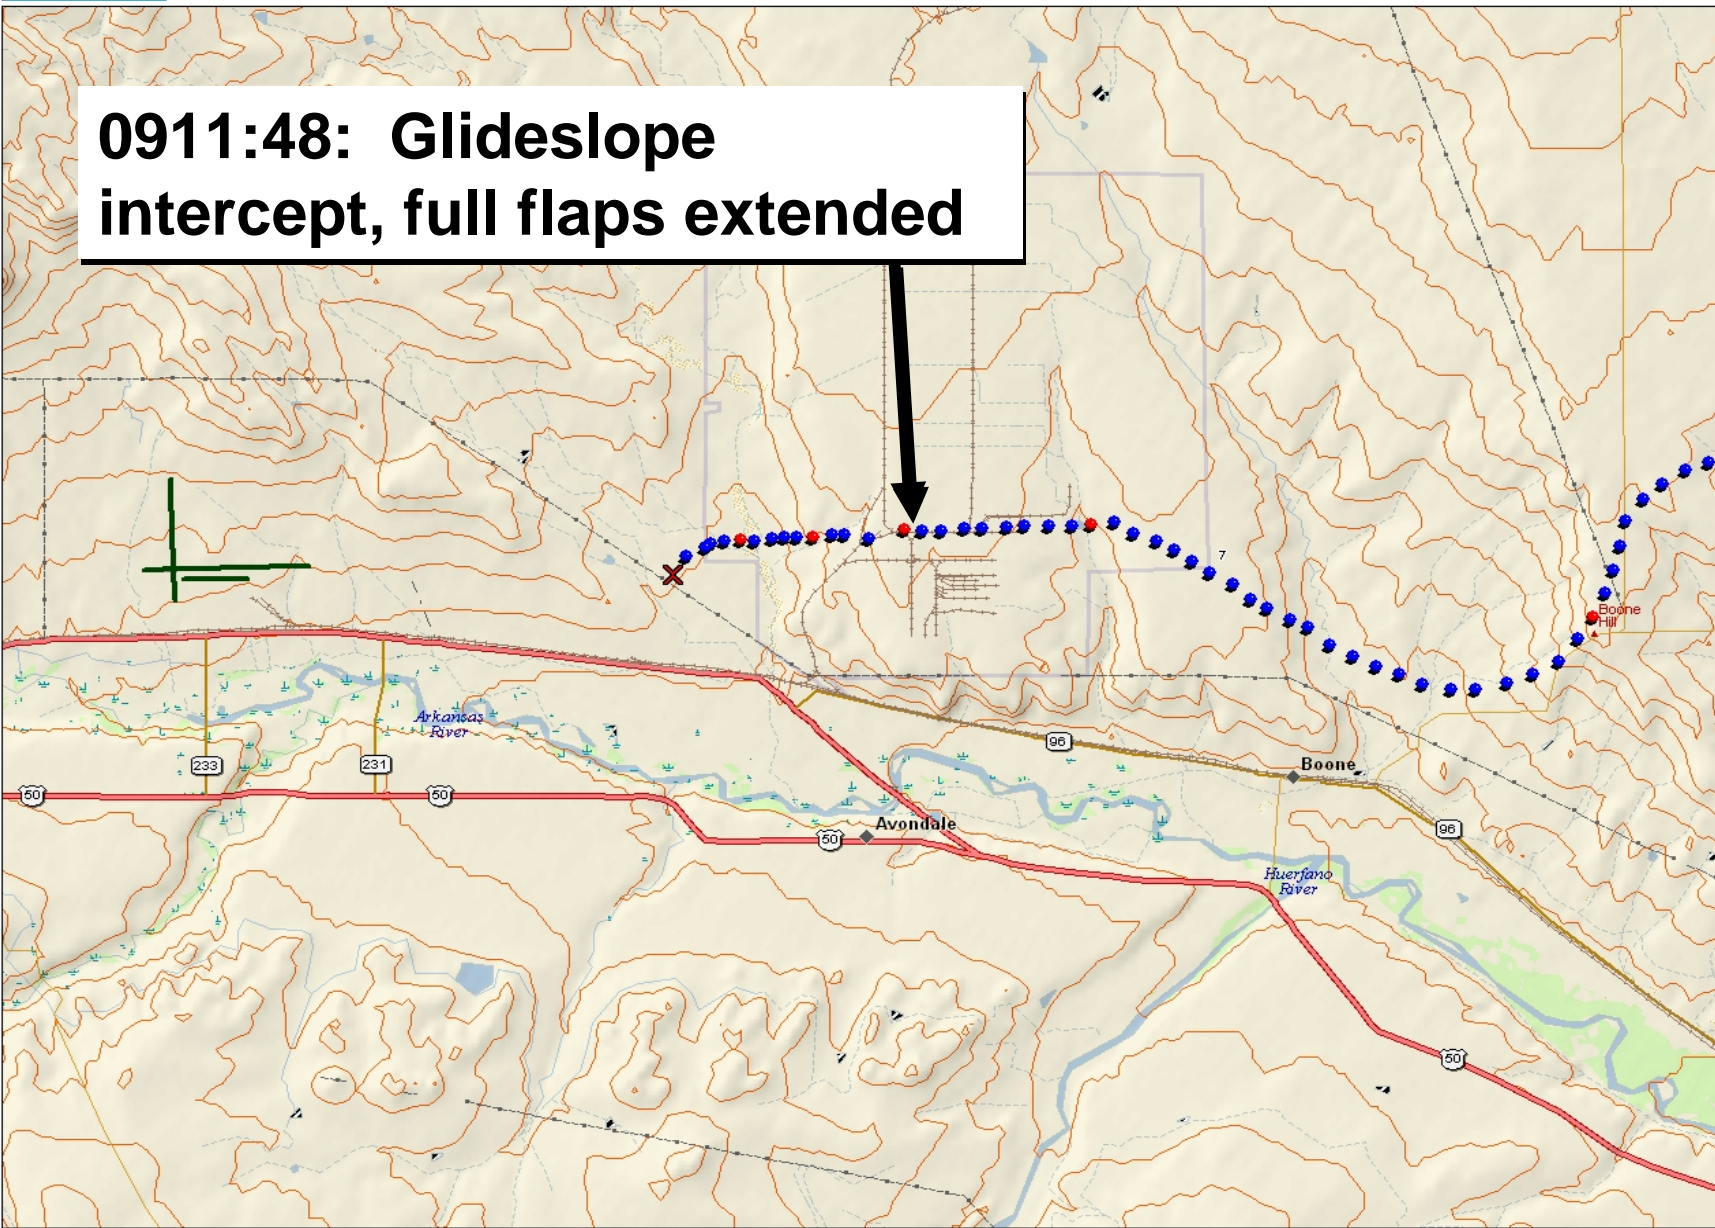 0911:48: Glideslope
intercept, full flaps extended
7
Boone
Hill
Arkansas
River
233
231
96
Boone
50
50
Avondale
50
96
Huerfano
River
50